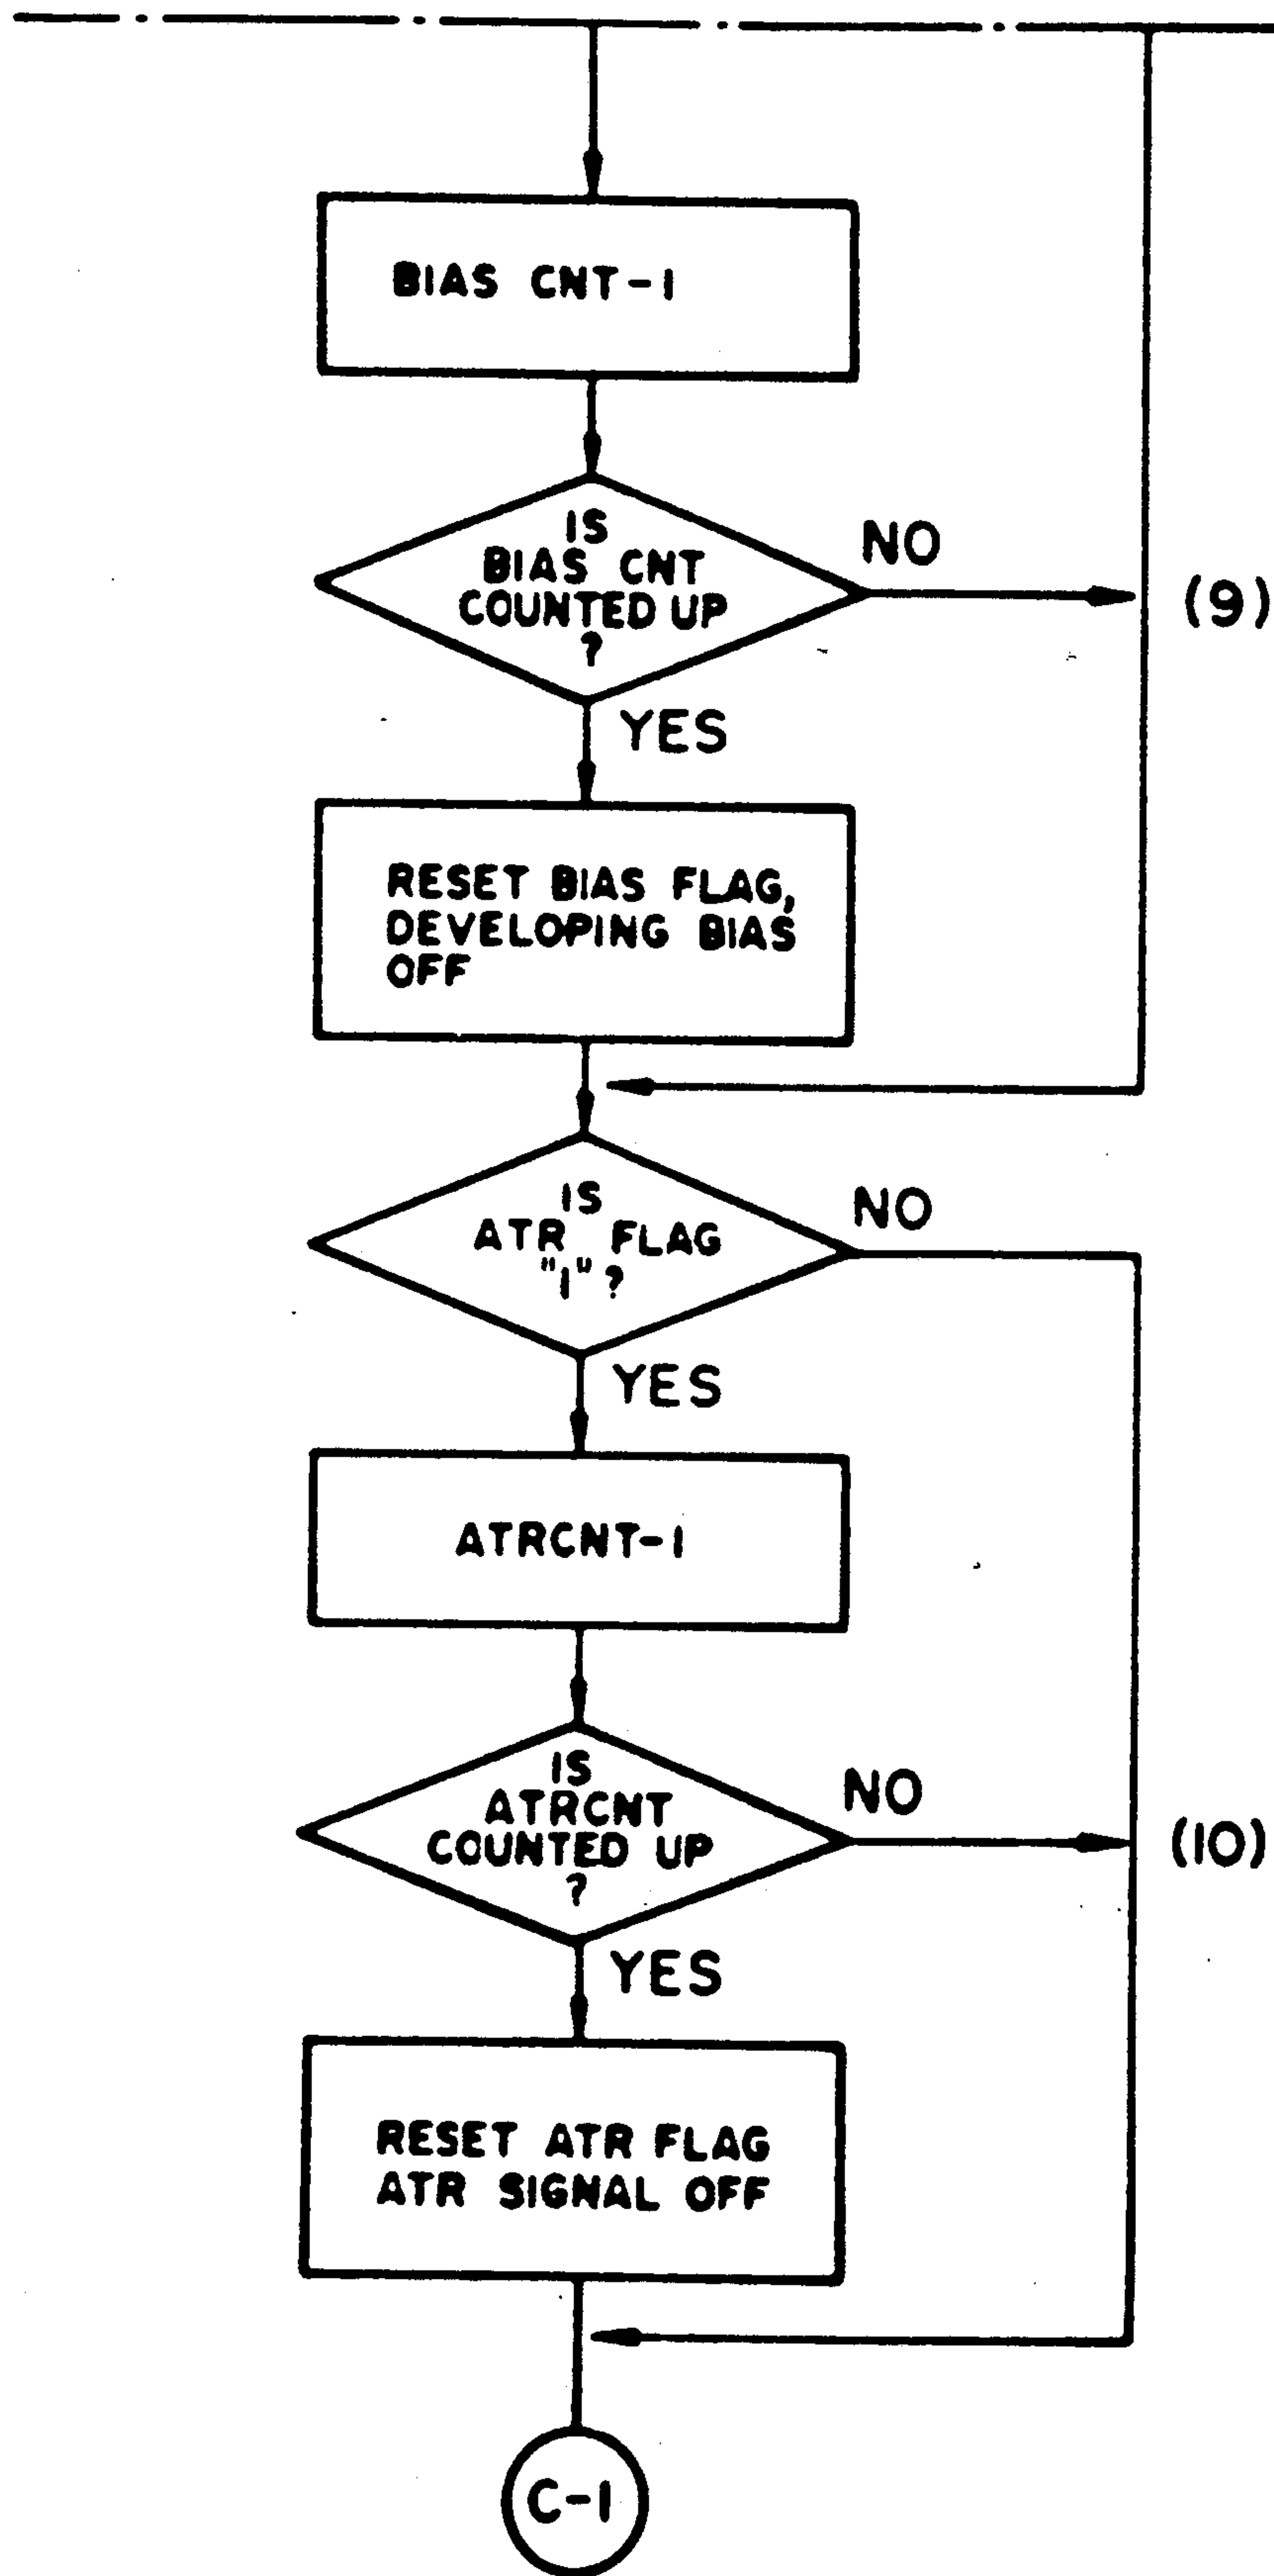 BIAS CNT-1
IS
BIAS CNT
COUNTED UP
?
NO
(9)
YES
RESET BIAS FLAG,
DEVELOPING BIAS
OFF
IS
ATR FLAG
"1"?
NO
YES
ATRCNT-1
IS
ATRCNT
COUNTED UP
?
NO
(10)
YES
RESET ATR FLAG
ATR SIGNAL OFF
C-1